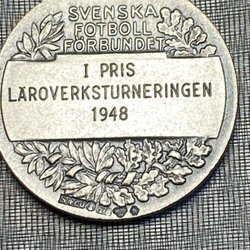 SVENSKA
FOTBOLL
FÖRBUNDET
I PRIS
LÄROVERKSTURNERINGEN
1948